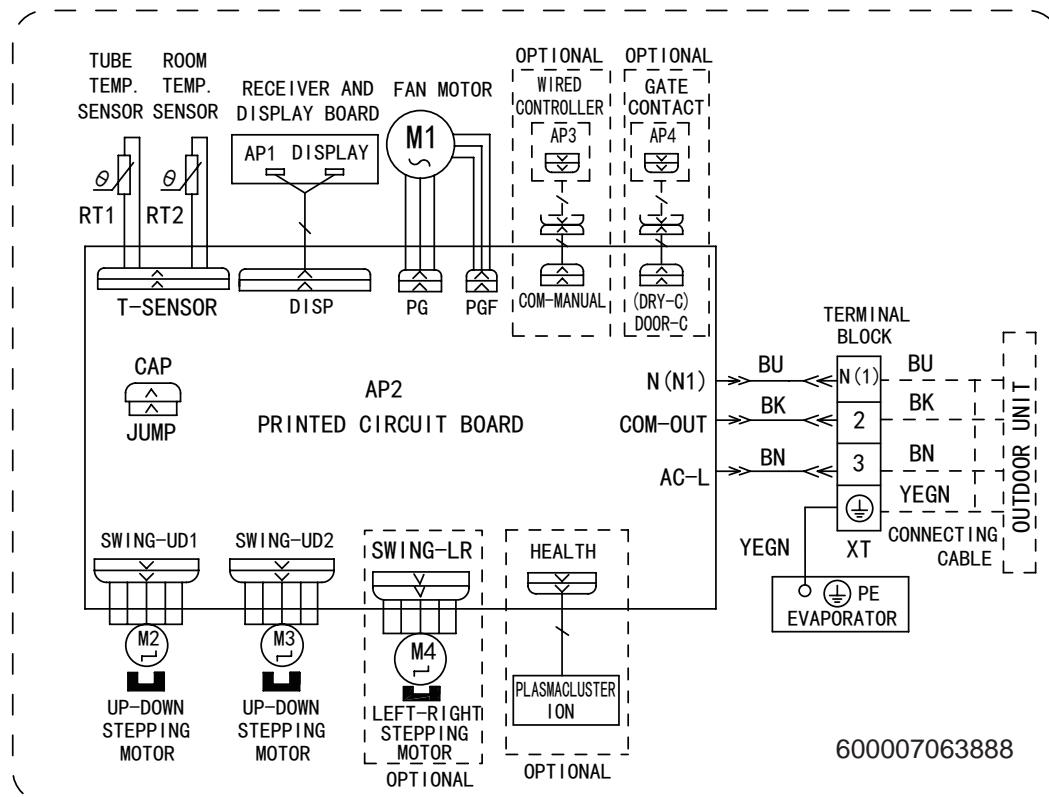 TUBE
TEMP.
SENSOR
ROOM
TEMP.
SENSOR
RECEIVER AND
DISPLAY BOARD
FAN MOTOR
OPTIONAL
WIRED
CONTROLLER
AP3
OPTIONAL
GATE
CONTACT
AP4
AP1 DISPLAY
M1
θ
RT1
θ
RT2
T-SENSOR
DISP
PG
PGF
COM-MANUAL
(DRY-C)
DOOR-C
CAP
JUMP
AP2
PRINTED CIRCUIT BOARD
N(N1)
COM-OUT
AC-L
BU
BK
BN
TERMINAL
BLOCK
N(1)
2
3
XT
BU
BK
BN
YEGN
CONNECTING
CABLE
OUTDOOR UNIT
YEGN
PE
EVAPORATOR
SWING-UD1
M2
UP-DOWN
STEPPING
MOTOR
SWING-UD2
M3
UP-DOWN
STEPPING
MOTOR
SWING-LR
M4
LEFT-RIGHT
STEPPING
MOTOR
OPTIONAL
HEALTH
PLASMACLUSTER
ION
OPTIONAL
600007063888